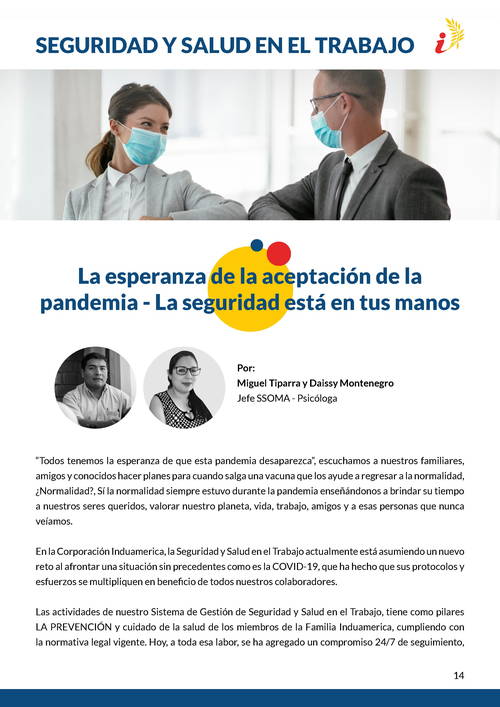 SEGURIDAD Y SALUD EN EL TRABAJO
i
La esperanza de la aceptación de la
pandemia - La seguridad está en tus manos
Por:
Miguel Tiparra y Daissy Montenegro
Jefe SSOMA - Psicóloga
“Todos tenemos la esperanza de que esta pandemia desaparezca”, escuchamos a nuestros familiares,
amigos y conocidos hacer planes para cuando salga una vacuna que los ayude a regresar a la normalidad,
¿Normalidad?, Sí la normalidad siempre estuvo durante la pandemia enseñándonos a brindar su tiempo
a nuestros seres queridos, valorar nuestro planeta, vida, trabajo, amigos y a esas personas que nunca
veíamos.
En la Corporación Induamerica, la Seguridad y Salud en el Trabajo actualmente está asumiendo un nuevo
reto al afrontar una situación sin precedentes como es la COVID-19, que ha hecho que sus protocolos y
esfuerzos se multipliquen en beneficio de todos nuestros colaboradores.
Las actividades de nuestro Sistema de Gestión de Seguridad y Salud en el Trabajo, tiene como pilares
LA PREVENCIÓN y cuidado de la salud de los miembros de la Familia Induamerica, cumpliendo con
la normativa legal vigente. Hoy, a toda esa labor, se ha agregado un compromiso 24/7 de seguimiento,
14